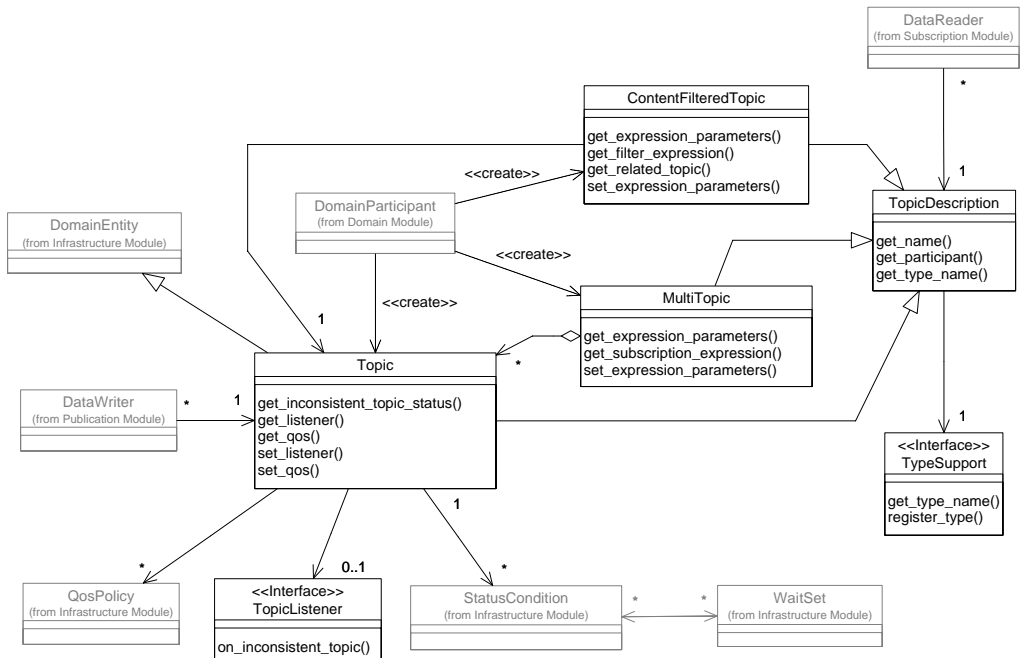 DataReader
(from Subscription Module)
*
1
ContentFilteredTopic
get_expression_parameters()
get_filter_expression()
get_related_topic()
set_expression_parameters()
<<create>>
DomainParticipant
(from Domain Module)
<<create>>
<<create>>
TopicDescription
get_name()
get_participant()
get_type_name()
DomainEntity
(from Infrastructure Module)
MultiTopic
get_expression_parameters()
get_subscription_expression()
set_expression_parameters()
1
*
Topic
get_inconsistent_topic_status()
get_listener()
get_qos()
set_listener()
set_qos()
DataWriter
(from Publication Module)
*
1
1
<<Interface>>
TypeSupport
get_type_name()
register_type()
*
0..1
1
*
QosPolicy
(from Infrastructure Module)
<<Interface>>
TopicListener
on_inconsistent_topic()
StatusCondition
(from Infrastructure Module)
*
*
WaitSet
(from Infrastructure Module)